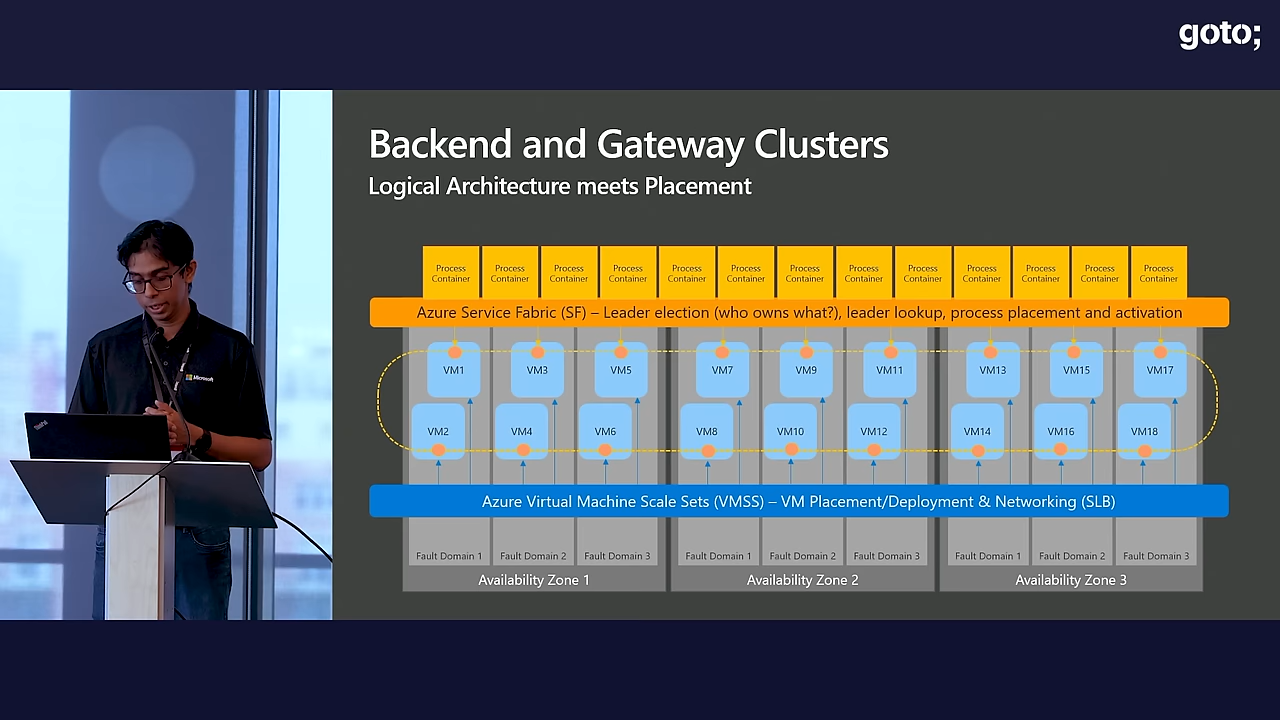 goto;
Backend and Gateway Clusters
Logical Architecture meets Placement
Process Container
Process Container
Process Container
Process Container
Process Container
Process Container
Process Container
Process Container
Process Container
Process Container
Process Container
Process Container
Process Container
Azure Service Fabric (SF) – Leader election (who owns what?), leader lookup, process placement and activation
VM1 VM3 VM5 VM7 VM9 VM11 VM13 VM15 VM17
VM2 VM4 VM6 VM8 VM10 VM12 VM14 VM16 VM18
Azure Virtual Machine Scale Sets (VMSS) – VM Placement/Deployment & Networking (SLB)
Fault Domain 1 Fault Domain 2 Fault Domain 3 Fault Domain 1 Fault Domain 2 Fault Domain 3 Fault Domain 1 Fault Domain 2 Fault Domain 3
Availability Zone 1 Availability Zone 2 Availability Zone 3
Microsoft
ThinkPad